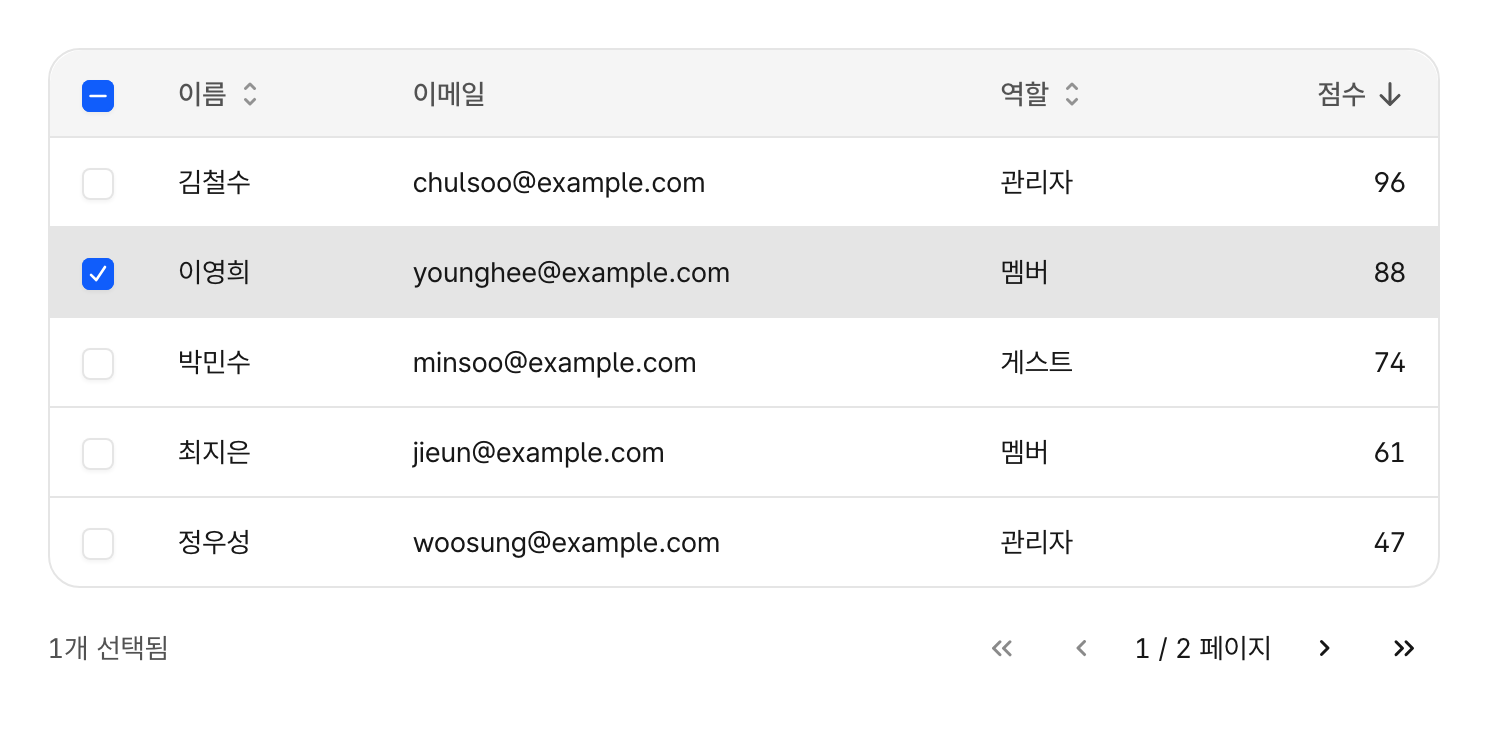 이름 이메일 역할 점수
김철수 chulsoo@example.com 관리자 96
이영희 younghee@example.com 멤버 88
박민수 minsoo@example.com 게스트 74
최지은 jieun@example.com 멤버 61
정우성 woosung@example.com 관리자 47
1개 선택됨 1 / 2 페이지